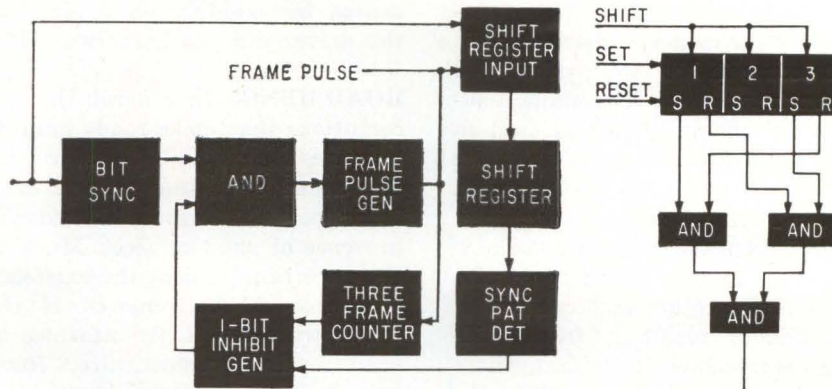 SHIFT
REGISTER
INPUT
FRAME PULSE
BIT
SYNC
AND
FRAME
PULSE
GEN
SHIFT
REGISTER
THREE
FRAME
COUNTER
1-BIT
INHIBIT
GEN
SYNC
PAT
DET
SHIFT
SET
RESET
1 2 3
S R S R S R
AND AND
AND